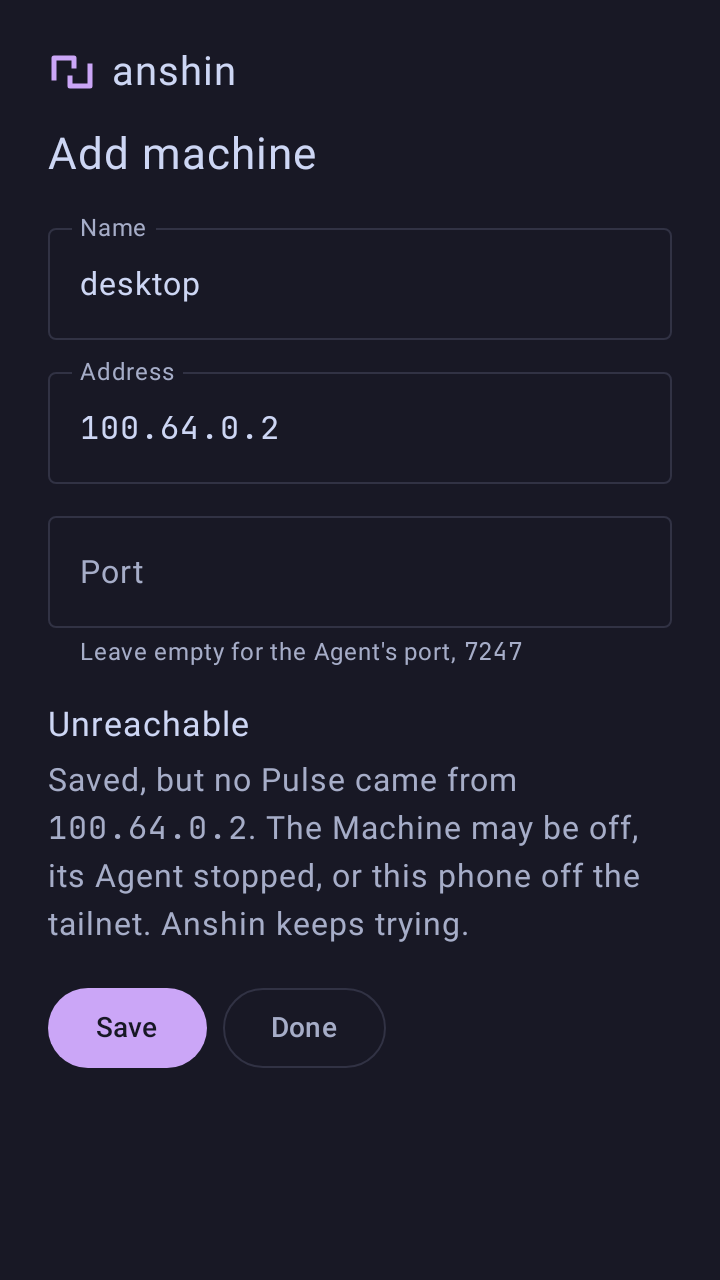 anshin
Add machine
Name
desktop
Address
100.64.0.2
Port
Leave empty for the Agent's port, 7247
Unreachable
Saved, but no Pulse came from
100.64.0.2. The Machine may be off,
its Agent stopped, or this phone off the
tailnet. Anshin keeps trying.
Save
Done